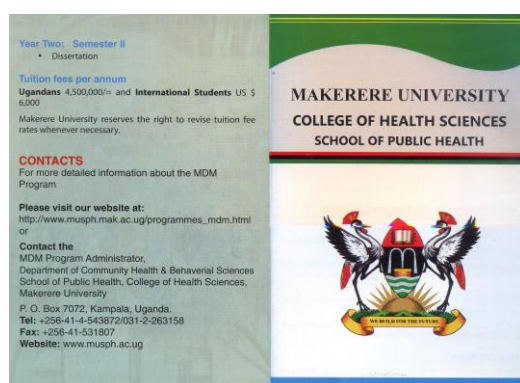 Year Two: Semester II
• Dissertation
Tuition fees per annum
Ugandans 4,500,000/= and International Students US $
6,000
Makerere University reserves the right to revise tuition fee
rates whenever necessary.
CONTACTS
For more detailed information about the MDM
Program
Please visit our website at:
http://www.musph.mak.ac.ug/programmes_mdm.html
or
Contact the
MDM Program Administrator,
Department of Community Health & Behaverial Sciences
School of Public Health, College of Health Sciences,
Makerere University
P. O. Box 7072, Kampala, Uganda.
Tel: +256-41-4-543872/031-2-263158
Fax: +256-41-531807
Website: www.musph.ac.ug
MAKERERE UNIVERSITY
COLLEGE OF HEALTH SCIENCES
SCHOOL OF PUBLIC HEALTH
WE BUILD FOR THE FUTURE